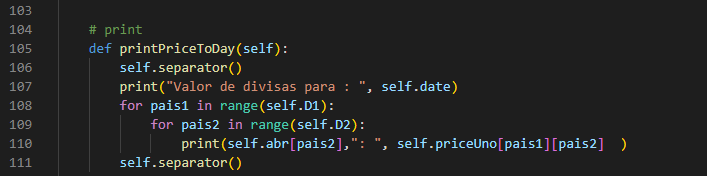 103
104 # print
105 def printPriceToDay(self):
106 self.separator()
107 print("Valor de divisas para : ", self.date)
108 for pais1 in range(self.D1):
109 for pais2 in range(self.D2):
110 print(self.abr[pais2],": ", self.priceUno[pais1][pais2]  )
111 self.separator()